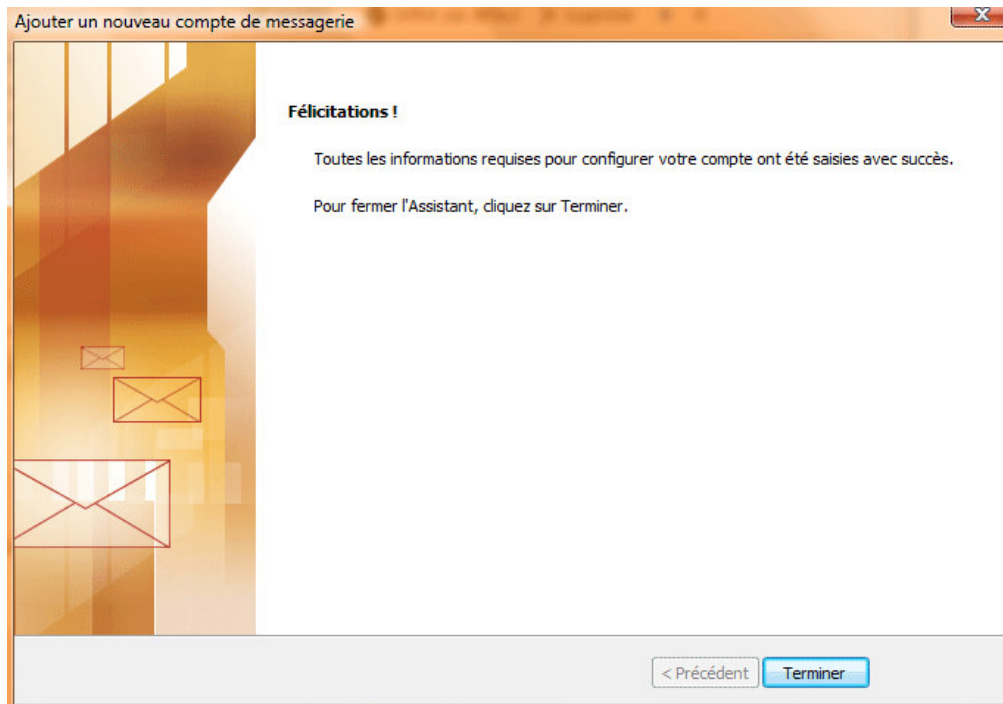 Ajouter un nouveau compte de messagerie
Félicitations !
Toutes les informations requises pour configurer votre compte ont été saisies avec succès.
Pour fermer l'Assistant, cliquez sur Terminer.
< Précédent Terminer